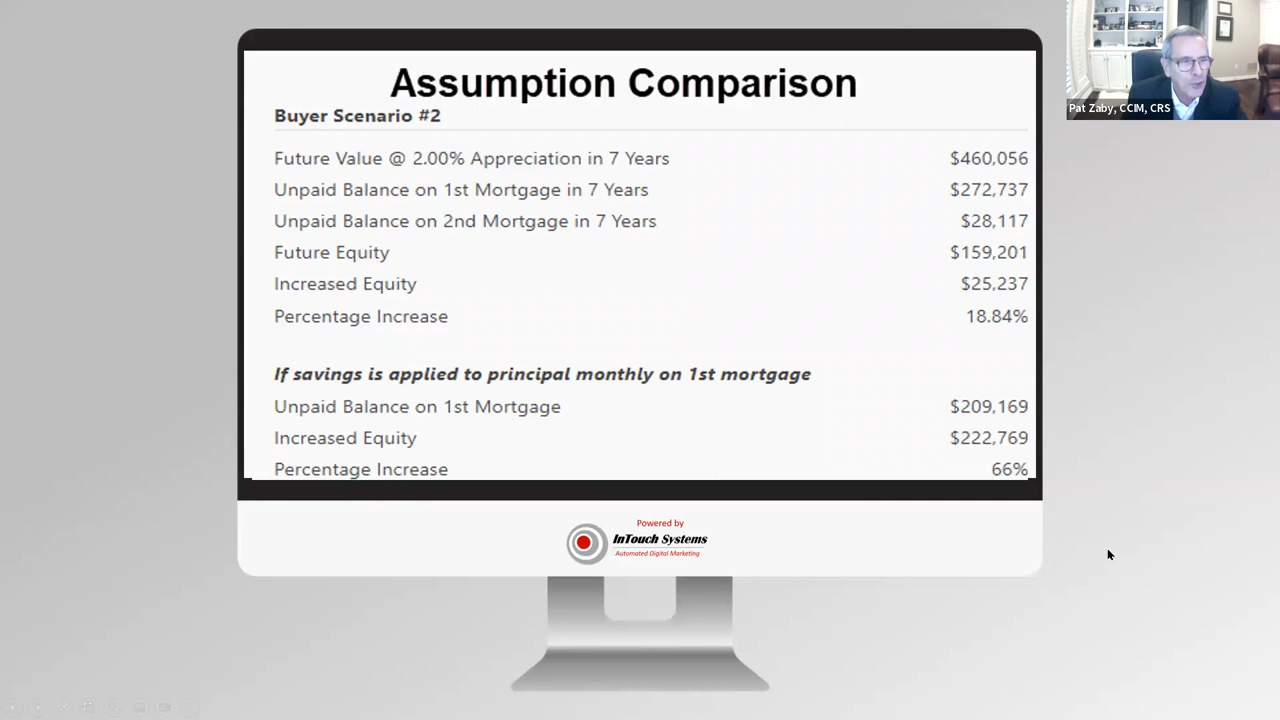 Assumption Comparison
Pat Zaby, CCIM, CRS
Buyer Scenario #2
Future Value @ 2.00% Appreciation in 7 Years $460,056
Unpaid Balance on 1st Mortgage in 7 Years $272,737
Unpaid Balance on 2nd Mortgage in 7 Years $28,117
Future Equity $159,201
Increased Equity $25,237
Percentage Increase 18.84%
If savings is applied to principal monthly on 1st mortgage
Unpaid Balance on 1st Mortgage $209,169
Increased Equity $222,769
Percentage Increase 66%
Powered by
InTouch Systems
Automated Digital Marketing